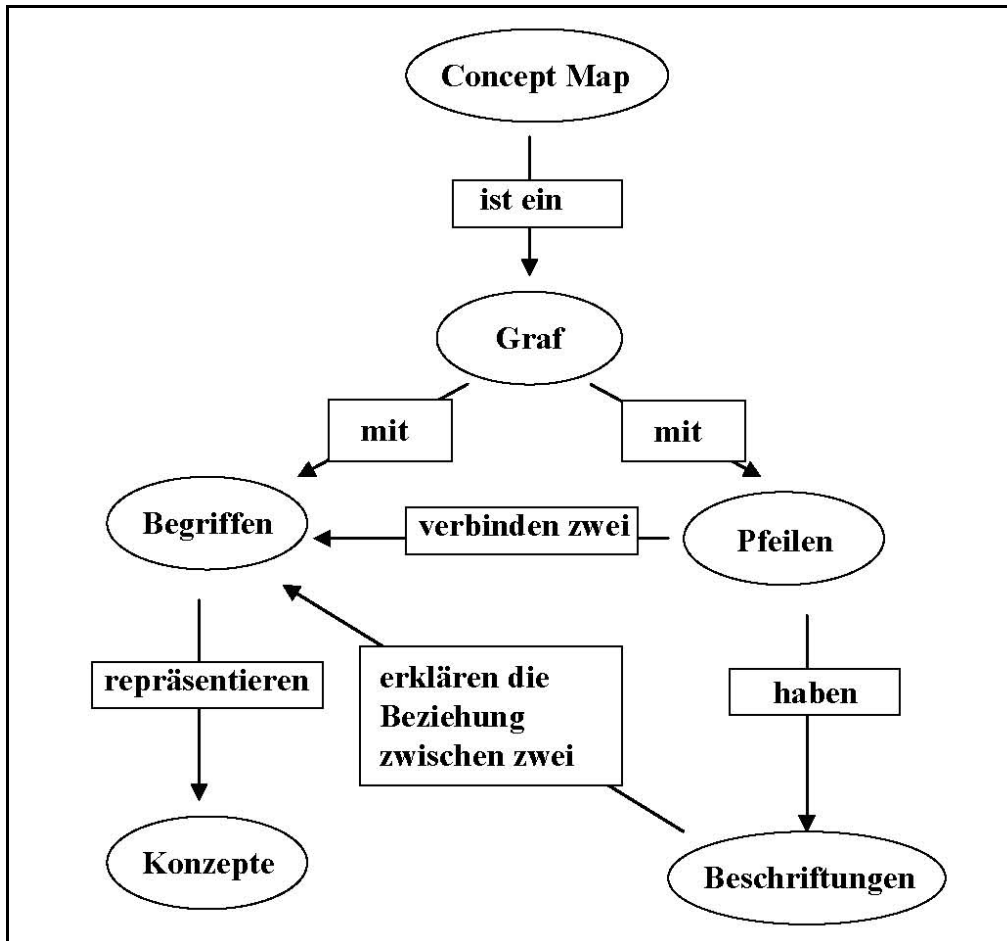 Concept Map
ist ein
Graf
mit
mit
Begriffen
verbinden zwei
Pfeilen
repräsentieren
erklären die
Beziehung
zwischen zwei
haben
Konzepte
Beschriftungen